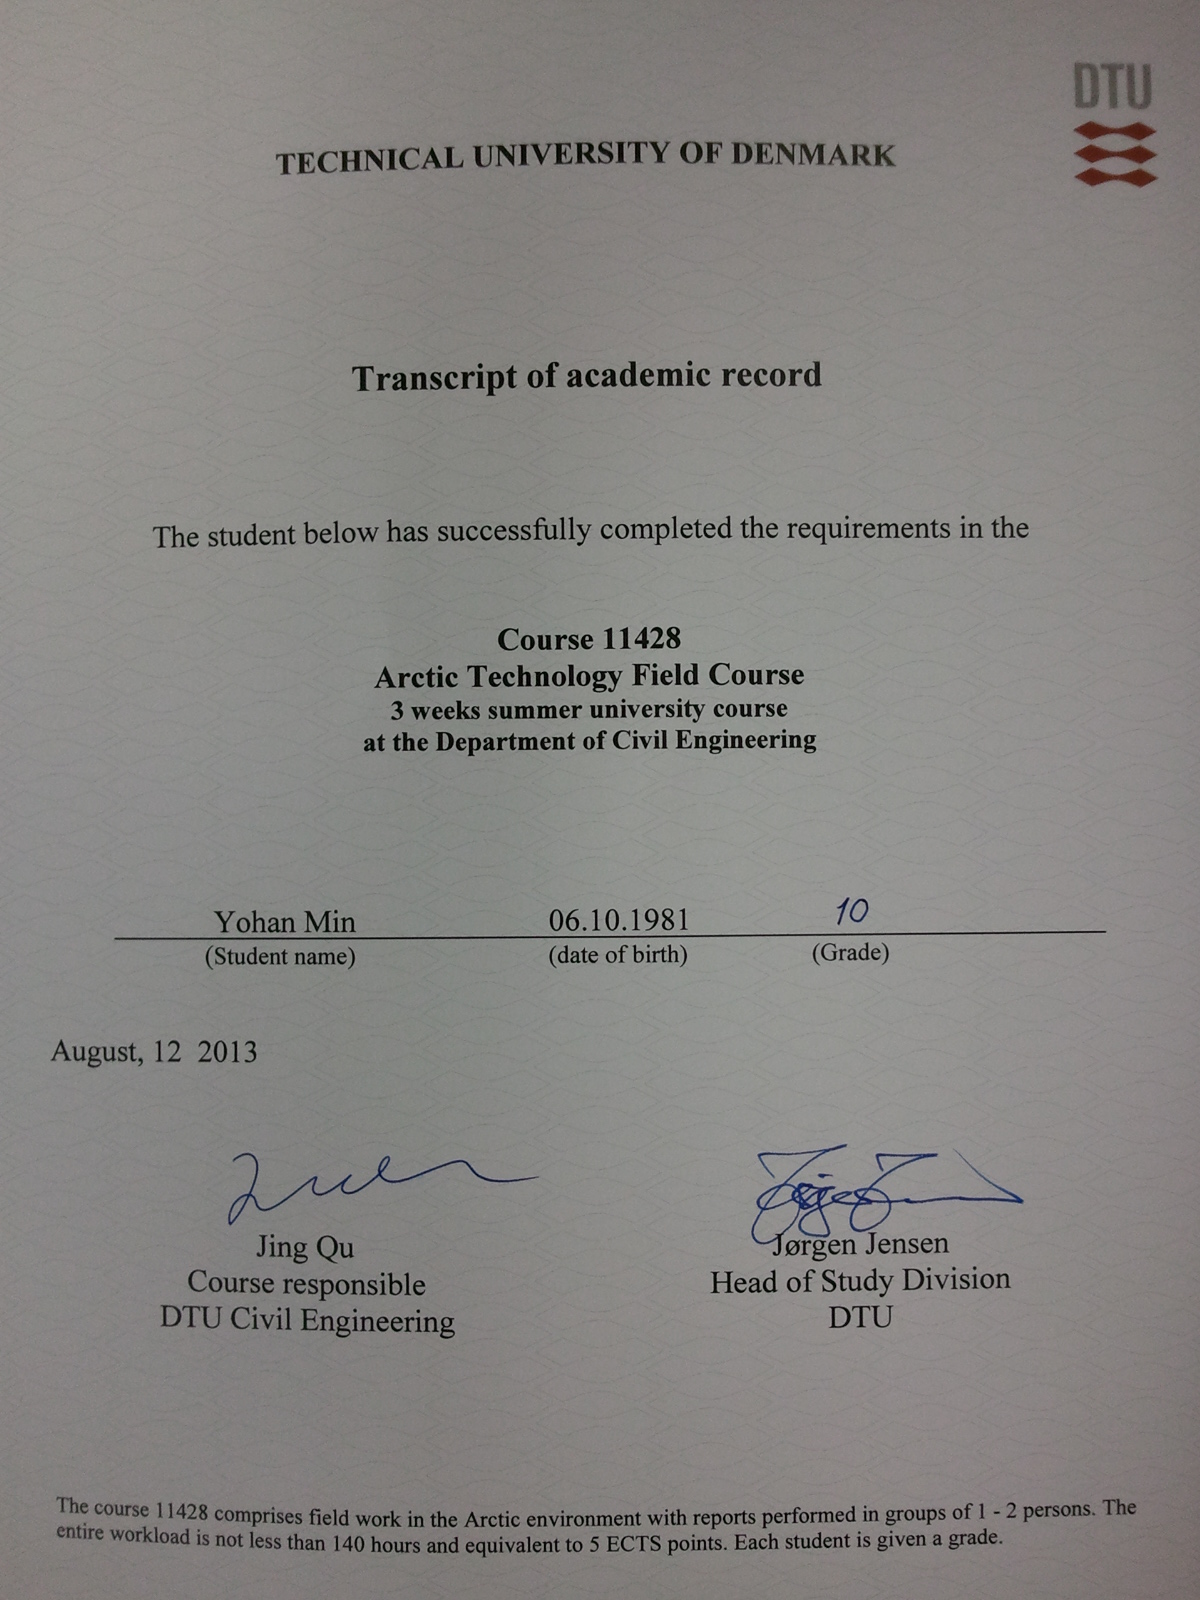 DTU
TECHNICAL UNIVERSITY OF DENMARK
Transcript of academic record
The student below has successfully completed the requirements in the
Course 11428
Arctic Technology Field Course
3 weeks summer university course
at the Department of Civil Engineering
Yohan Min 06.10.1981 10
(Student name) (date of birth) (Grade)
August, 12 2013
Jing Qu
Course responsible
DTU Civil Engineering
Jørgen Jensen
Head of Study Division
DTU
The course 11428 comprises field work in the Arctic environment with reports performed in groups of 1 - 2 persons. The
entire workload is not less than 140 hours and equivalent to 5 ECTS points. Each student is given a grade.